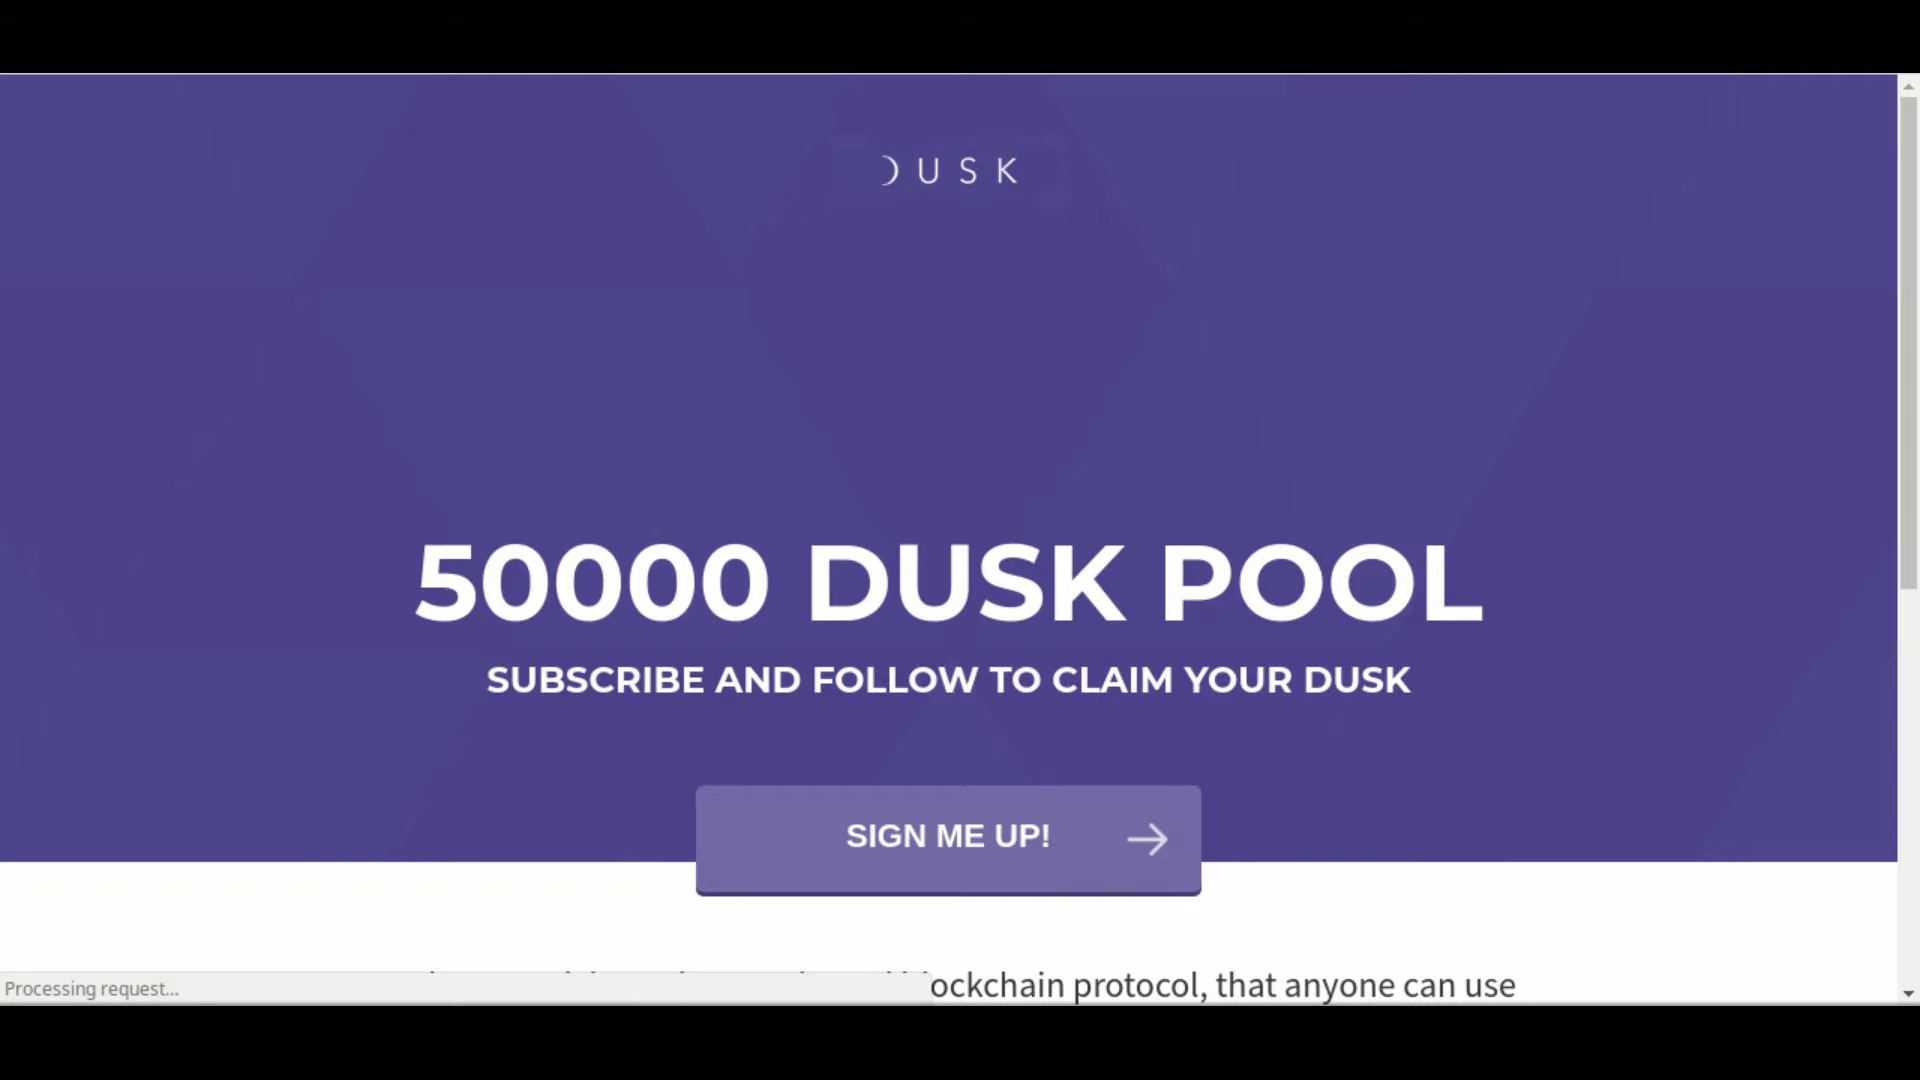 DUSK
50000 DUSK POOL
SUBSCRIBE AND FOLLOW TO CLAIM YOUR DUSK
SIGN ME UP!
protocol, that anyone can use
Processing request...